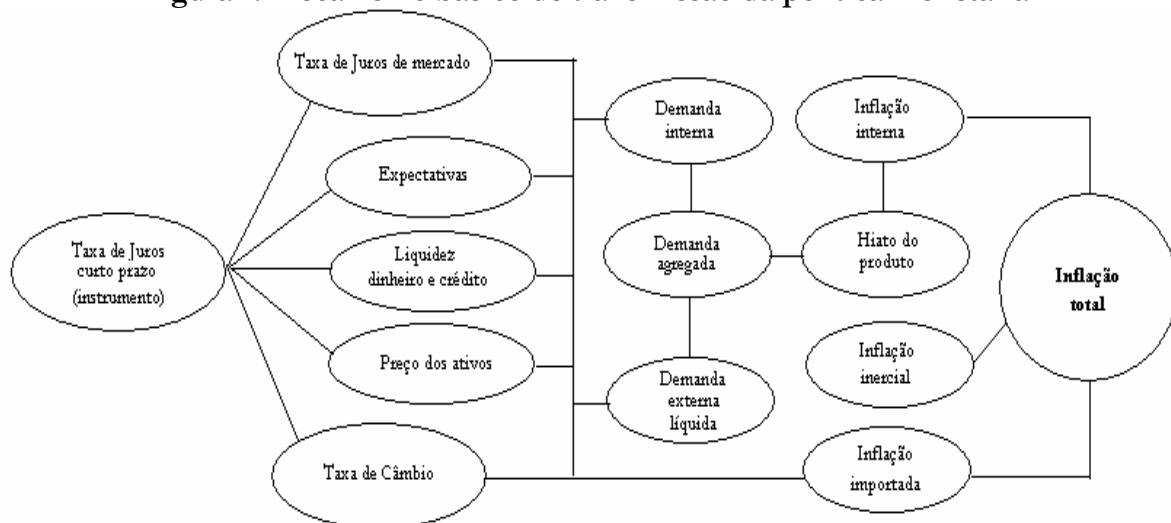 Taxa de Juros de mercado
Expectativas
Taxa de Juros
curto prazo
(instrumento)
Liquidez
dinheiro e crédito
Preço dos ativos
Taxa de Câmbio
Demanda
interna
Demanda
agregada
Demanda
externa
líquida
Inflação
interna
Hiato do
produto
Inflação
inercial
Inflação
importada
Inflação
total